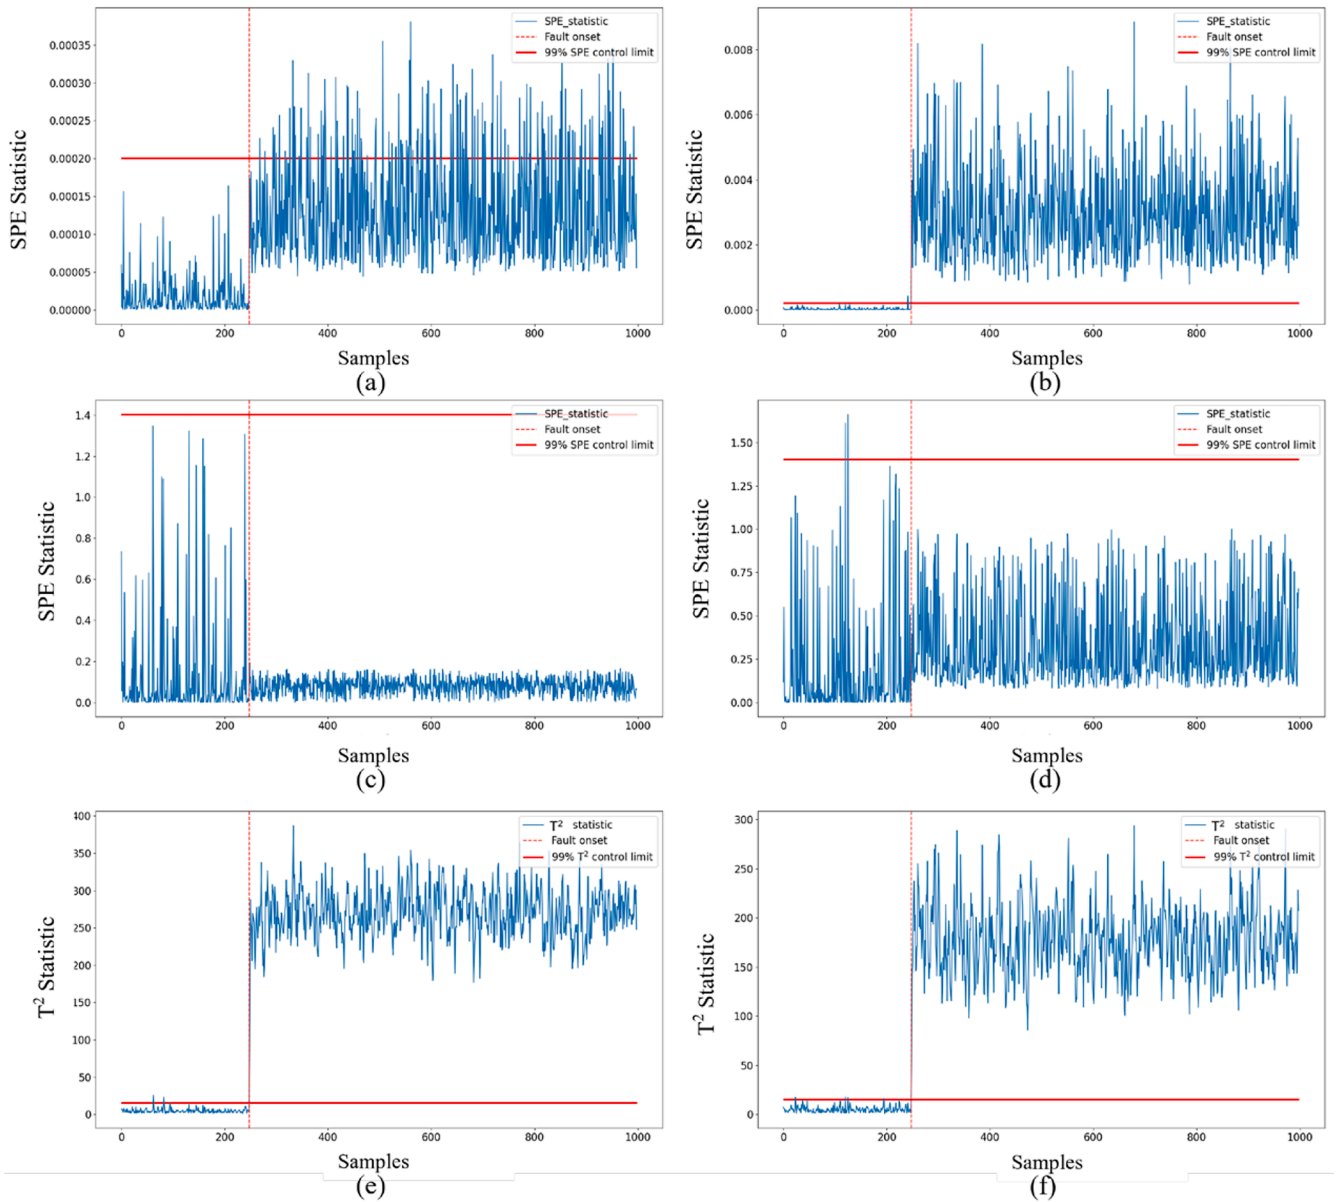 SPE_statistic
Fault onset
99% SPE control limit
0.00035
0.00030
0.00025
0.00020
0.00015
0.00010
0.00005
0.00000
SPE Statistic
0 200 400 600 800 1000
Samples
(a)
SPE_statistic
Fault onset
99% SPE control limit
0.008
0.006
0.004
0.002
0.000
SPE Statistic
0 200 400 600 800 1000
Samples
(b)
SPE_statistic
Fault onset
99% SPE control limit
1.4
1.2
1.0
0.8
0.6
0.4
0.2
0.0
SPE Statistic
0 200 400 600 800 1000
Samples
(c)
SPE_statistic
Fault onset
99% SPE control limit
1.50
1.25
1.00
0.75
0.50
0.25
0.00
SPE Statistic
0 200 400 600 800 1000
Samples
(d)
T² statistic
Fault onset
99% T² control limit
400
350
300
250
200
150
100
50
0
T² Statistic
0 200 400 600 800 1000
Samples
(e)
T² statistic
Fault onset
99% T² control limit
300
250
200
150
100
50
0
T² Statistic
0 200 400 600 800 1000
Samples
(f)